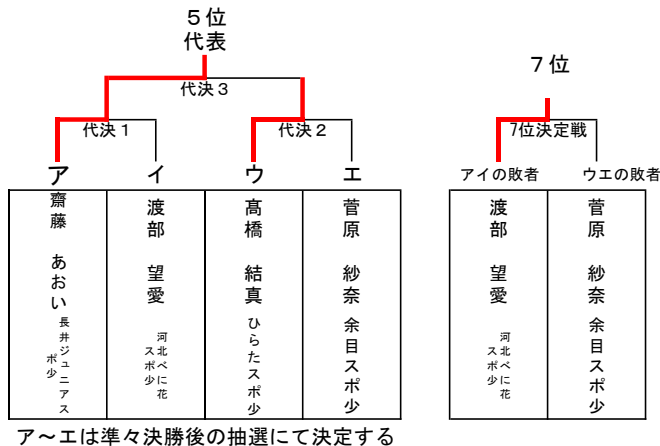 5位
代表
7位
代決3
代決1
代決2
7位決定戦
ア
イ
ウ
エ
アイの敗者
ウエの敗者
齋藤 あおい
長井ジュニアス
ポ少
渡部 望愛
河北べに花
スポ少
髙橋 結真
ひらたスポ少
菅原 紗奈
余目スポ少
渡部 望愛
河北べに花
スポ少
菅原 紗奈
余目スポ少
ア～エは準々決勝後の抽選にて決定する